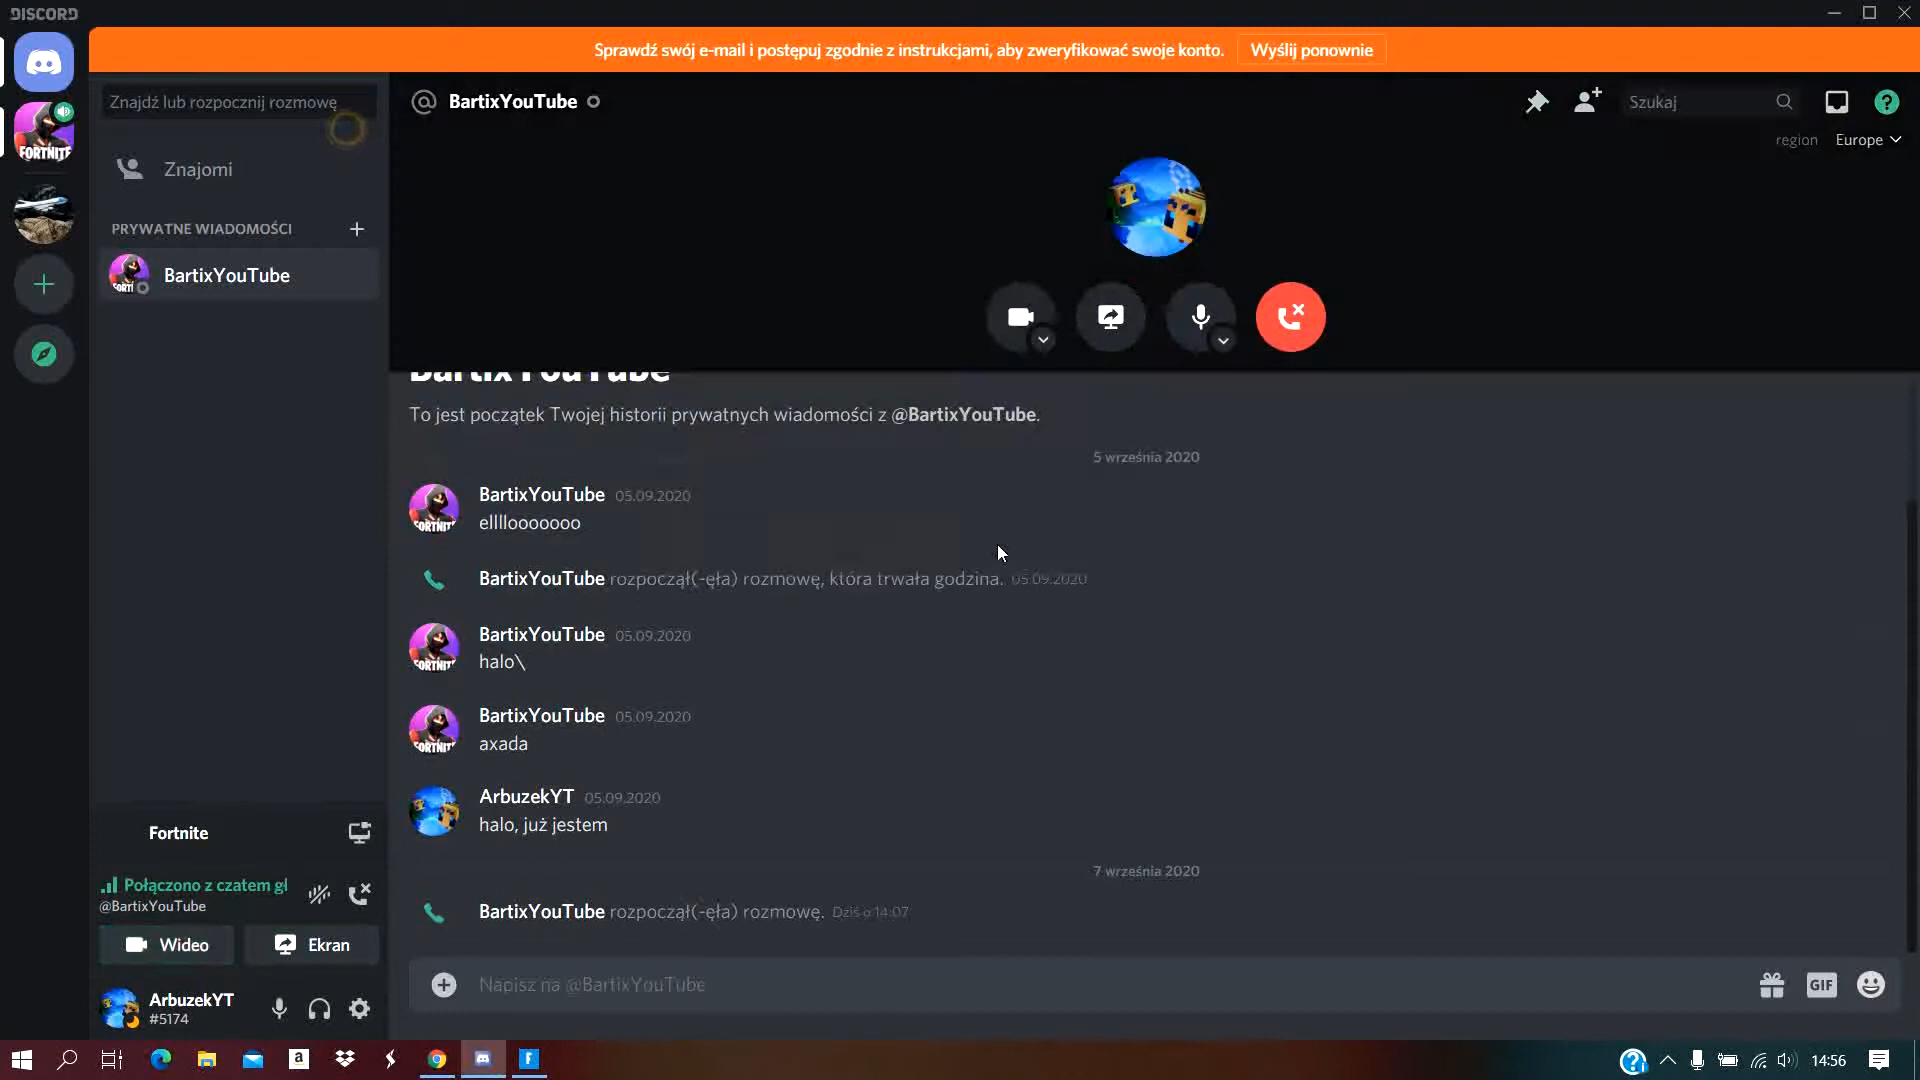 DISCORD
Sprawdź swój e-mail i postępuj zgodnie z instrukcjami, aby zweryfikować swoje konto.
Wyślij ponownie
Znajdź lub rozpocznij rozmowę
BartixYouTube
Szukaj
region Europe
FORTNITE
Znajomi
PRYWATNE WIADOMOŚCI
BartixYouTube
BartixYouTube
To jest początek Twojej historii prywatnych wiadomości z @BartixYouTube.
5 września 2020
BartixYouTube 05.09.2020
ellllooooooo
BartixYouTube rozpoczął(-ęła) rozmowę, która trwała godzina. 05.09.2020
BartixYouTube 05.09.2020
halo\
BartixYouTube 05.09.2020
axada
ArbuzekYT 05.09.2020
halo, już jestem
7 września 2020
BartixYouTube rozpoczął(-ęła) rozmowę. Dziś o 14:07
Fortnite
Połączono z czatem gł
@BartixYouTube
Wideo
Ekran
Napisz na @BartixYouTube
GIF
ArbuzekYT
#5174
14:56